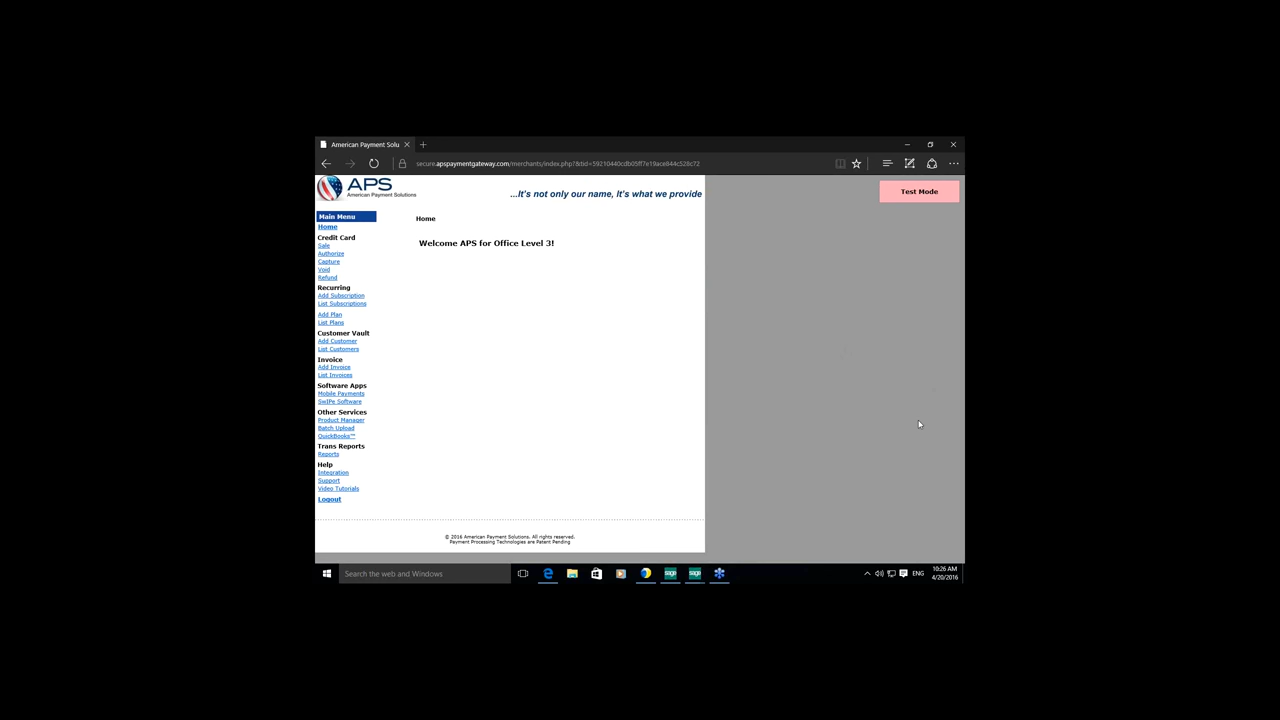 American Payment Solu
secure.apspaymentgateway.com/merchants/index.php?&tid=59210440cdb05ff7e19ace844c528c72
APS
American Payment Solutions
...It's not only our name, It's what we provide
Test Mode
Main Menu
Home
Home
Welcome APS for Office Level 3!
Credit Card
Sale
Authorize
Capture
Void
Refund
Recurring
Add Subscription
List Subscriptions
Add Plan
List Plans
Customer Vault
Add Customer
List Customers
Invoice
Add Invoice
List Invoices
Software Apps
Mobile Payments
SwIPe Software
Other Services
Product Manager
Batch Upload
QuickBooks™
Trans Reports
Reports
Help
Integration
Support
Video Tutorials
Logout
© 2016 American Payment Solutions. All rights reserved.
Payment Processing Technologies are Patent Pending
Search the web and Windows
sage
sage
ENG
10:26 AM
4/20/2016